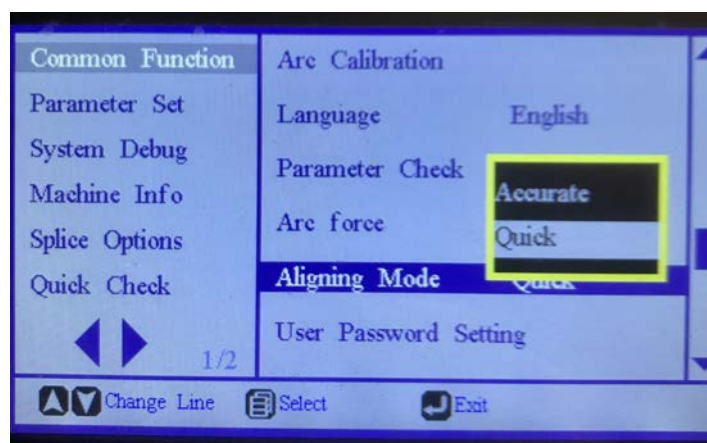 Common Function
Parameter Set
System Debug
Machine Info
Splice Options
Quick Check
1/2
Arc Calibration
Language English
Parameter Check
Arc force
Aligning Mode Quick
User Password Setting
Accurate
Quick
Change Line Select Exit